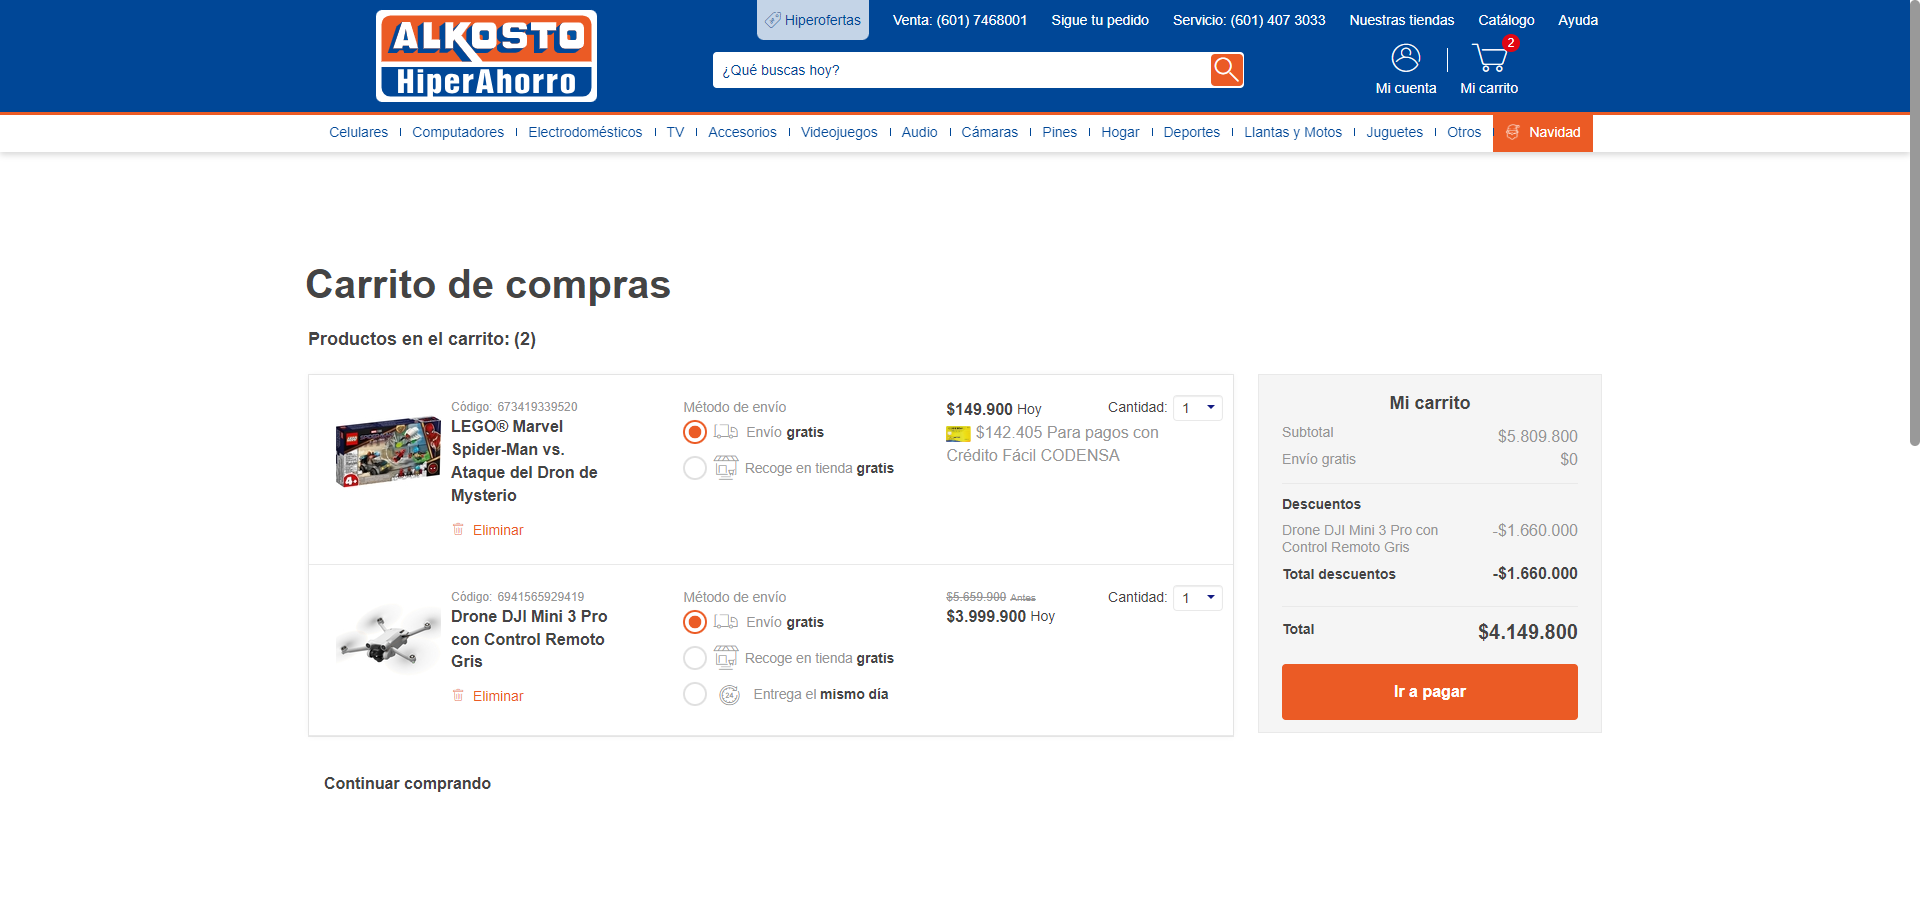 ALKOSTO
HiperAhorro
Hiperofertas
Venta: (601) 7468001
Sigue tu pedido
Servicio: (601) 407 3033
Nuestras tiendas
Catálogo
Ayuda
¿Qué buscas hoy?
Mi cuenta
2
Mi carrito
Celulares
Computadores
Electrodomésticos
TV
Accesorios
Videojuegos
Audio
Cámaras
Pines
Hogar
Deportes
Llantas y Motos
Juguetes
Otros
Navidad
Carrito de compras
Productos en el carrito: (2)
Código: 673419339520
LEGO® Marvel
Spider-Man vs.
Ataque del Dron de
Mysterio
Eliminar
Método de envío
Envío gratis
Recoge en tienda gratis
$149.900 Hoy
$142.405 Para pagos con
Crédito Fácil CODENSA
Cantidad: 1
Código: 6941565929419
Drone DJI Mini 3 Pro
con Control Remoto
Gris
Eliminar
Método de envío
Envío gratis
Recoge en tienda gratis
24
Entrega el mismo día
$5.659.900 Antes
$3.999.900 Hoy
Cantidad: 1
Mi carrito
Subtotal $5.809.800
Envío gratis $0
Descuentos
Drone DJI Mini 3 Pro con -$1.660.000
Control Remoto Gris
Total descuentos -$1.660.000
Total $4.149.800
Ir a pagar
Continuar comprando
LEGO
4+